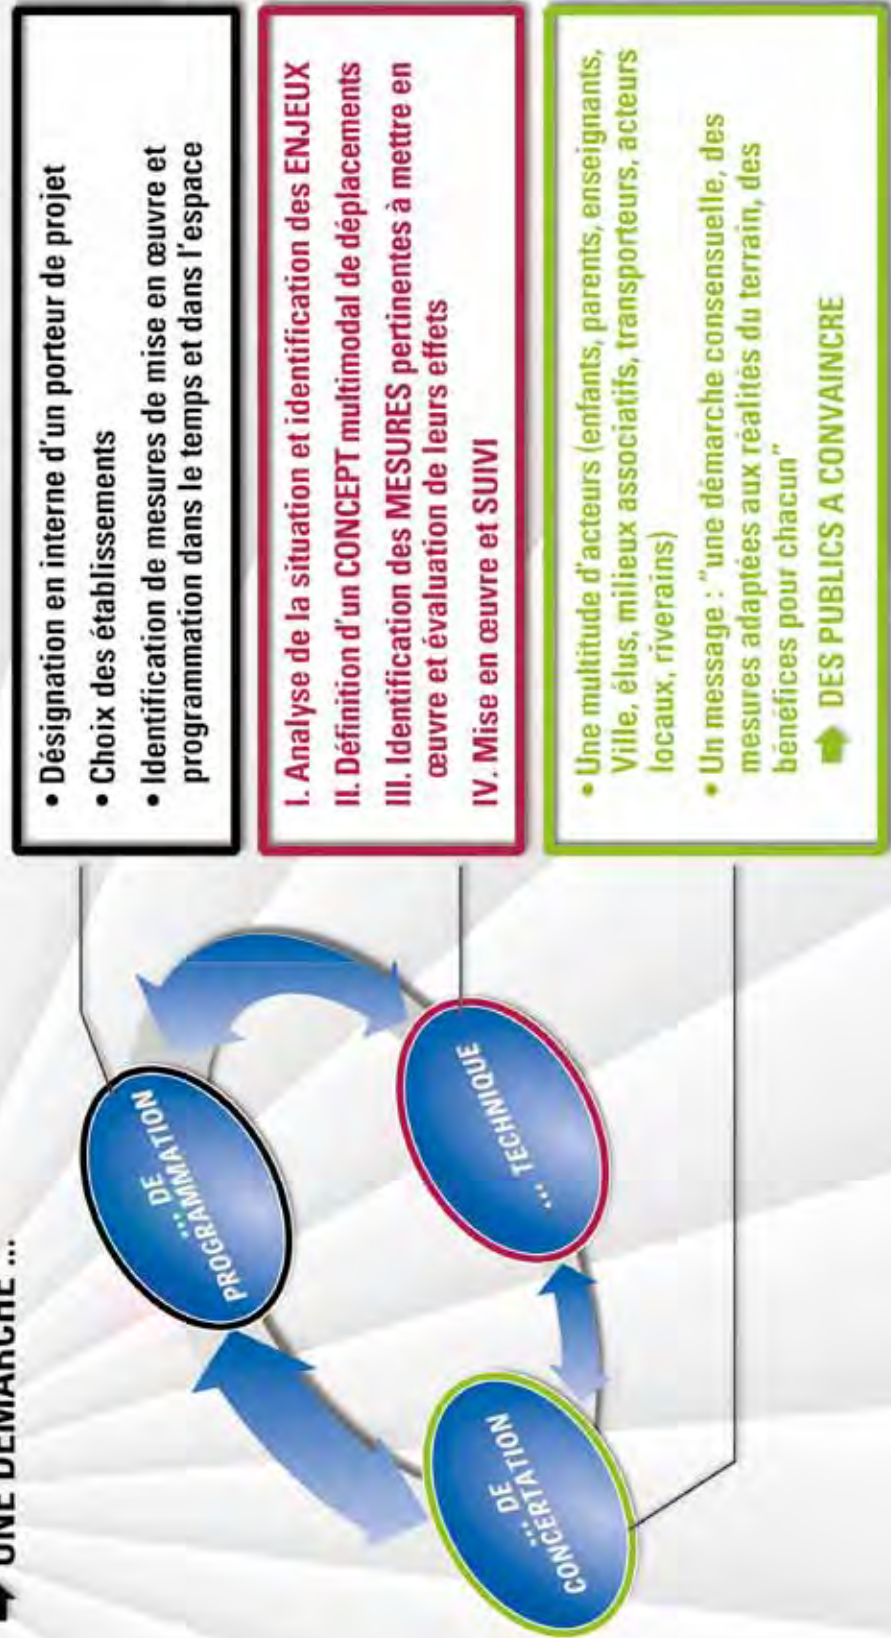 ➡ UNE DÉMARCHE ...
... DE
PROGRAMMATION
... TECHNIQUE
... DE
CONCERTATION
• Désignation en interne d'un porteur de projet
• Choix des établissements
• Identification de mesures de mise en œuvre et
programmation dans le temps et dans l'espace
I. Analyse de la situation et identification des ENJEUX
II. Définition d'un CONCEPT multimodal de déplacements
III. Identification des MESURES pertinentes à mettre en
œuvre et évaluation de leurs effets
IV. Mise en œuvre et SUIVI
• Une multitude d'acteurs (enfants, parents, enseignants,
Ville, élus, milieux associatifs, transporteurs, acteurs
locaux, riverains)
• Un message : "une démarche consensuelle, des
mesures adaptées aux réalités du terrain, des
bénéfices pour chacun"
➡ DES PUBLICS A CONVAINCRE